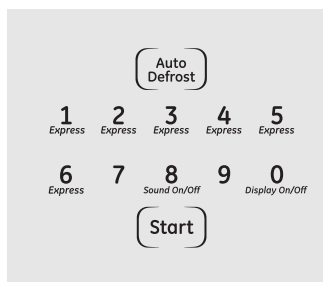 Auto
Defrost
1 2 3 4 5
Express Express Express Express Express
6 7 8 9 0
Express Sound On/Off Display On/Off
Start